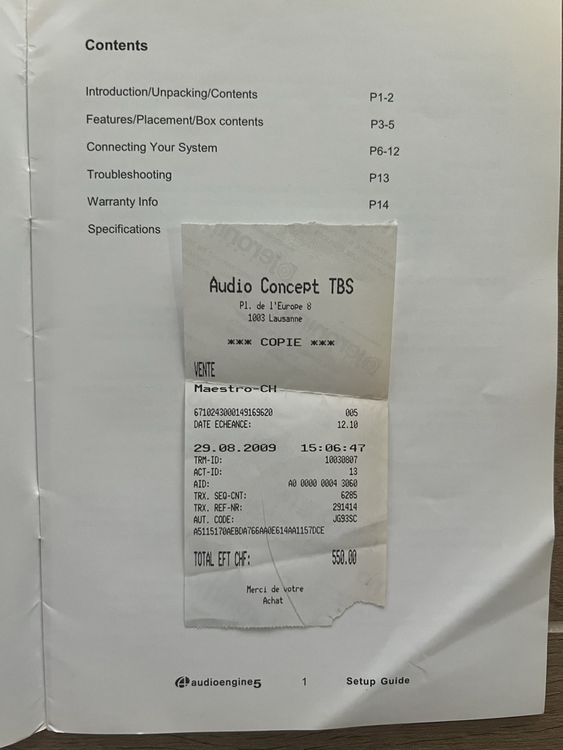 Contents
Introduction/Unpacking/Contents P1-2
Features/Placement/Box contents P3-5
Connecting Your System P6-12
Troubleshooting P13
Warranty Info P14
Specifications
Audio Concept TBS
Pl. de l'Europe 8
1003 Lausanne
*** COPIE ***
VENTE
Maestro-CH
6710243000149169620 005
DATE ECHEANCE: 12.10
29.08.2009 15:06:47
TRM-ID: 10030807
ACT-ID: 13
AID: A0 0000 0004 3060
TRX. SEQ-CNT: 6285
TRX. REF-NR: 291414
AUT. CODE: JG93SC
A5115170AEBDA766AA0E614AA1157DCE
TOTAL EFT CHF: 550.00
Merci de votre
Achat
audioengine5 1 Setup Guide